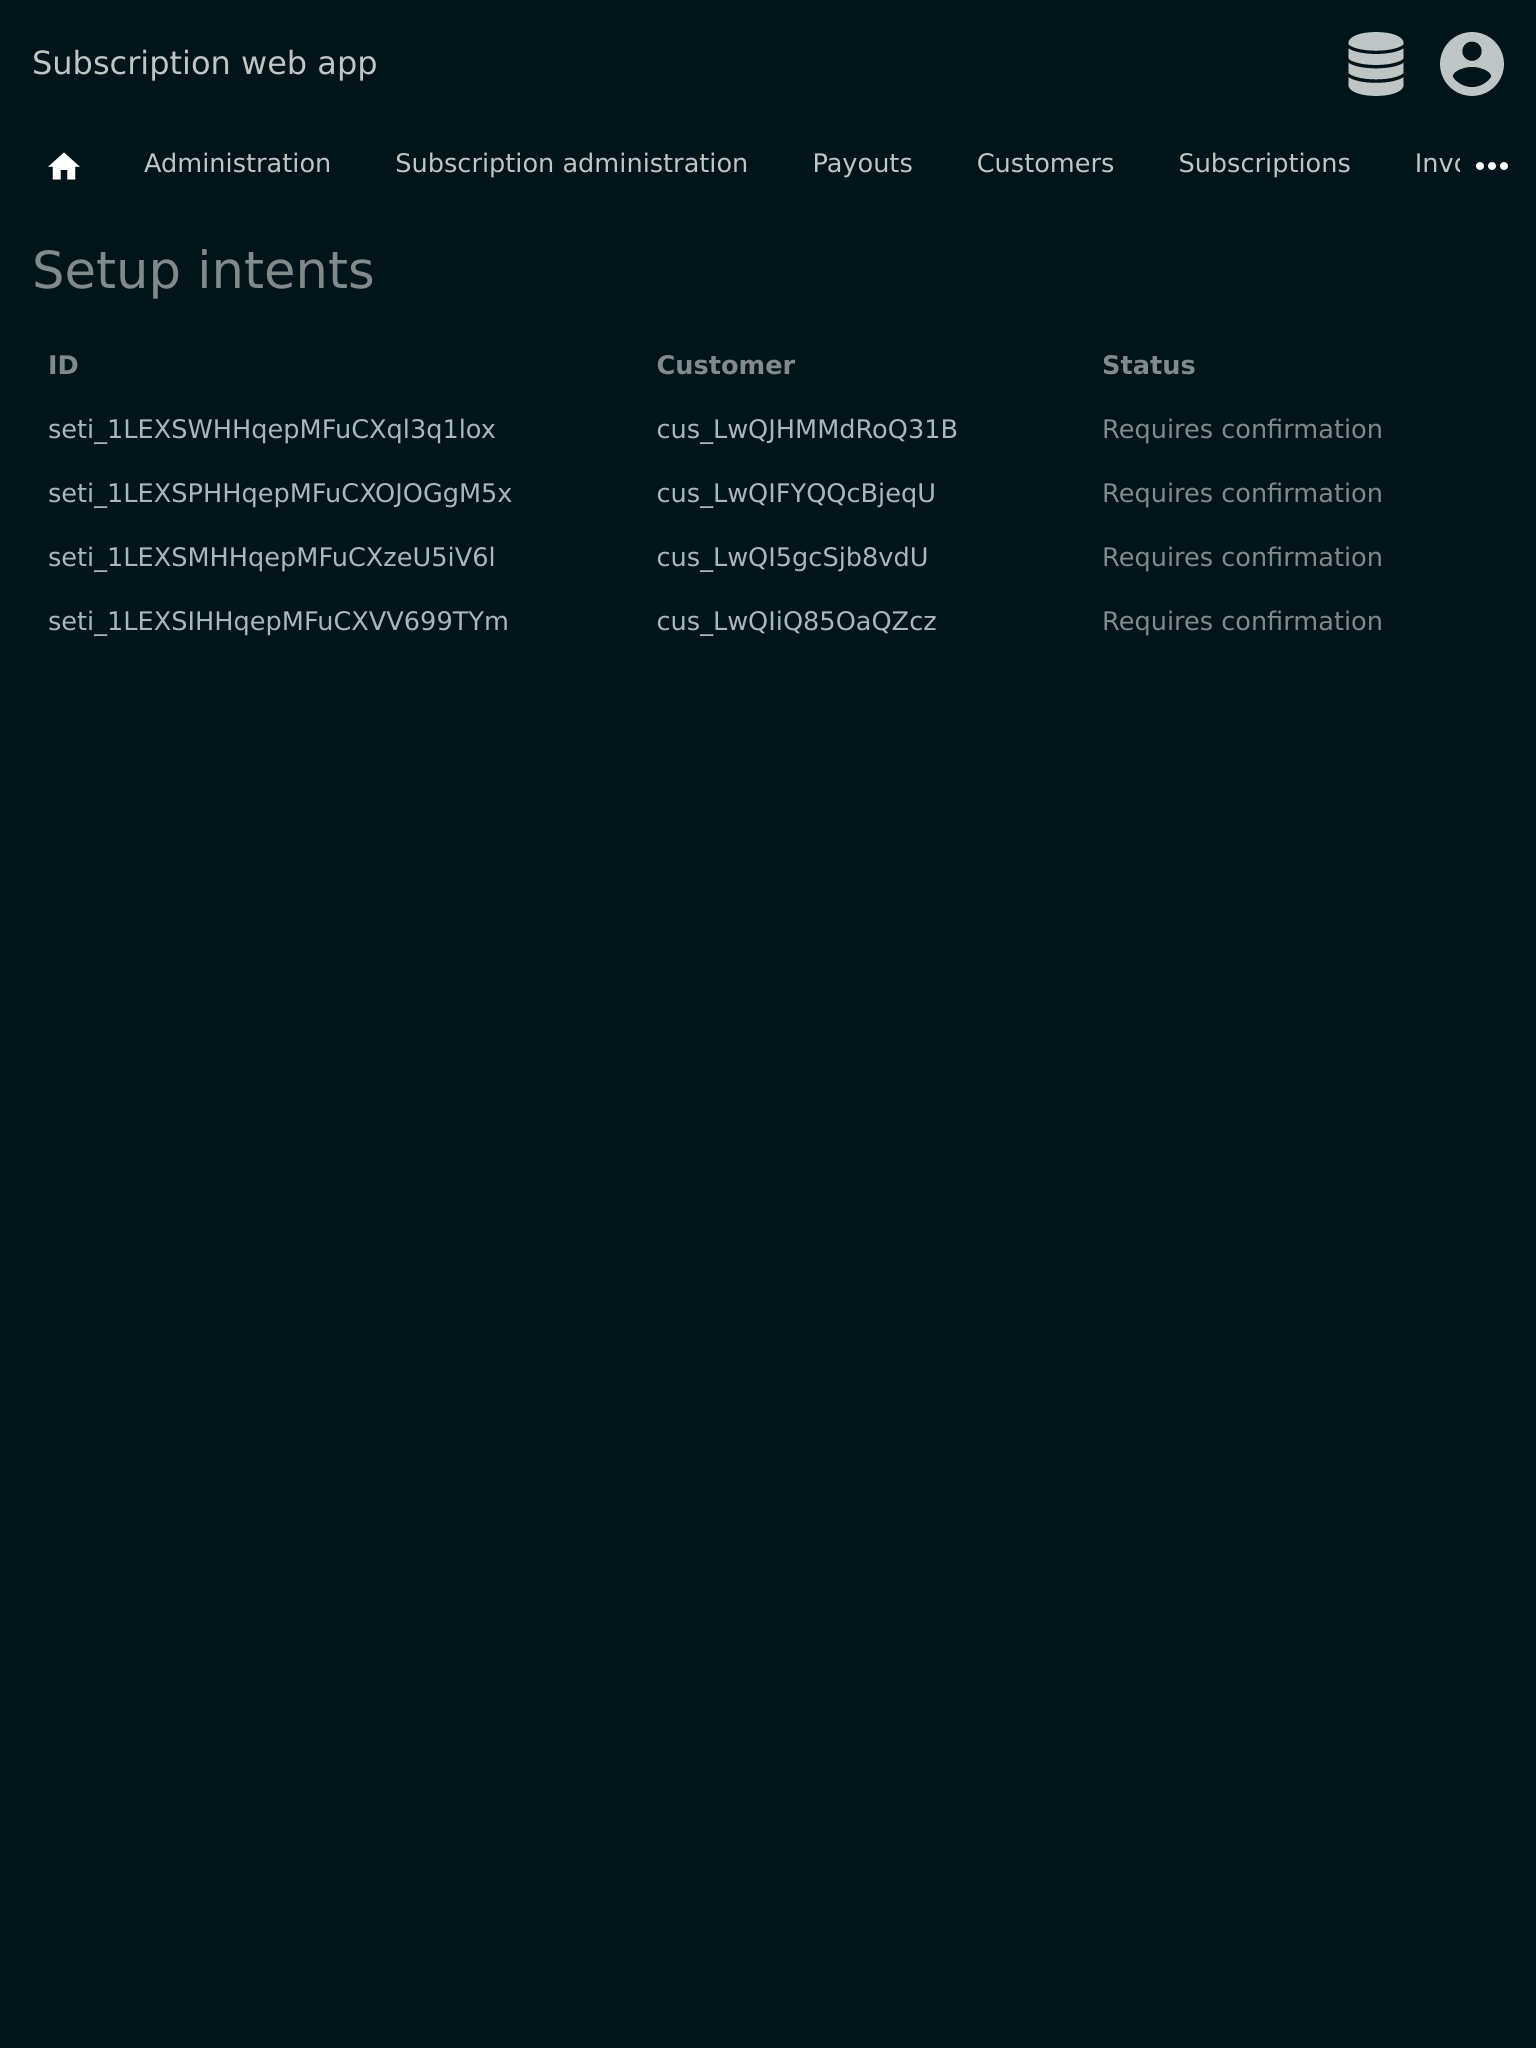 Subscription web app
Administration Subscription administration Payouts Customers Subscriptions
Setup intents
ID Customer Status
seti_1LEXSWHHqepMFuCXql3q1lox cus_LwQJHMMdRoQ31B Requires confirmation
seti_1LEXSPHHqepMFuCXOJOGgM5x cus_LwQIFYQQcBjeqU Requires confirmation
seti_1LEXSMHHqepMFuCXzeU5iV6l cus_LwQI5gcSjb8vdU Requires confirmation
seti_1LEXSIHHqepMFuCXVV699TYm cus_LwQIiQ85OaQZcz Requires confirmation